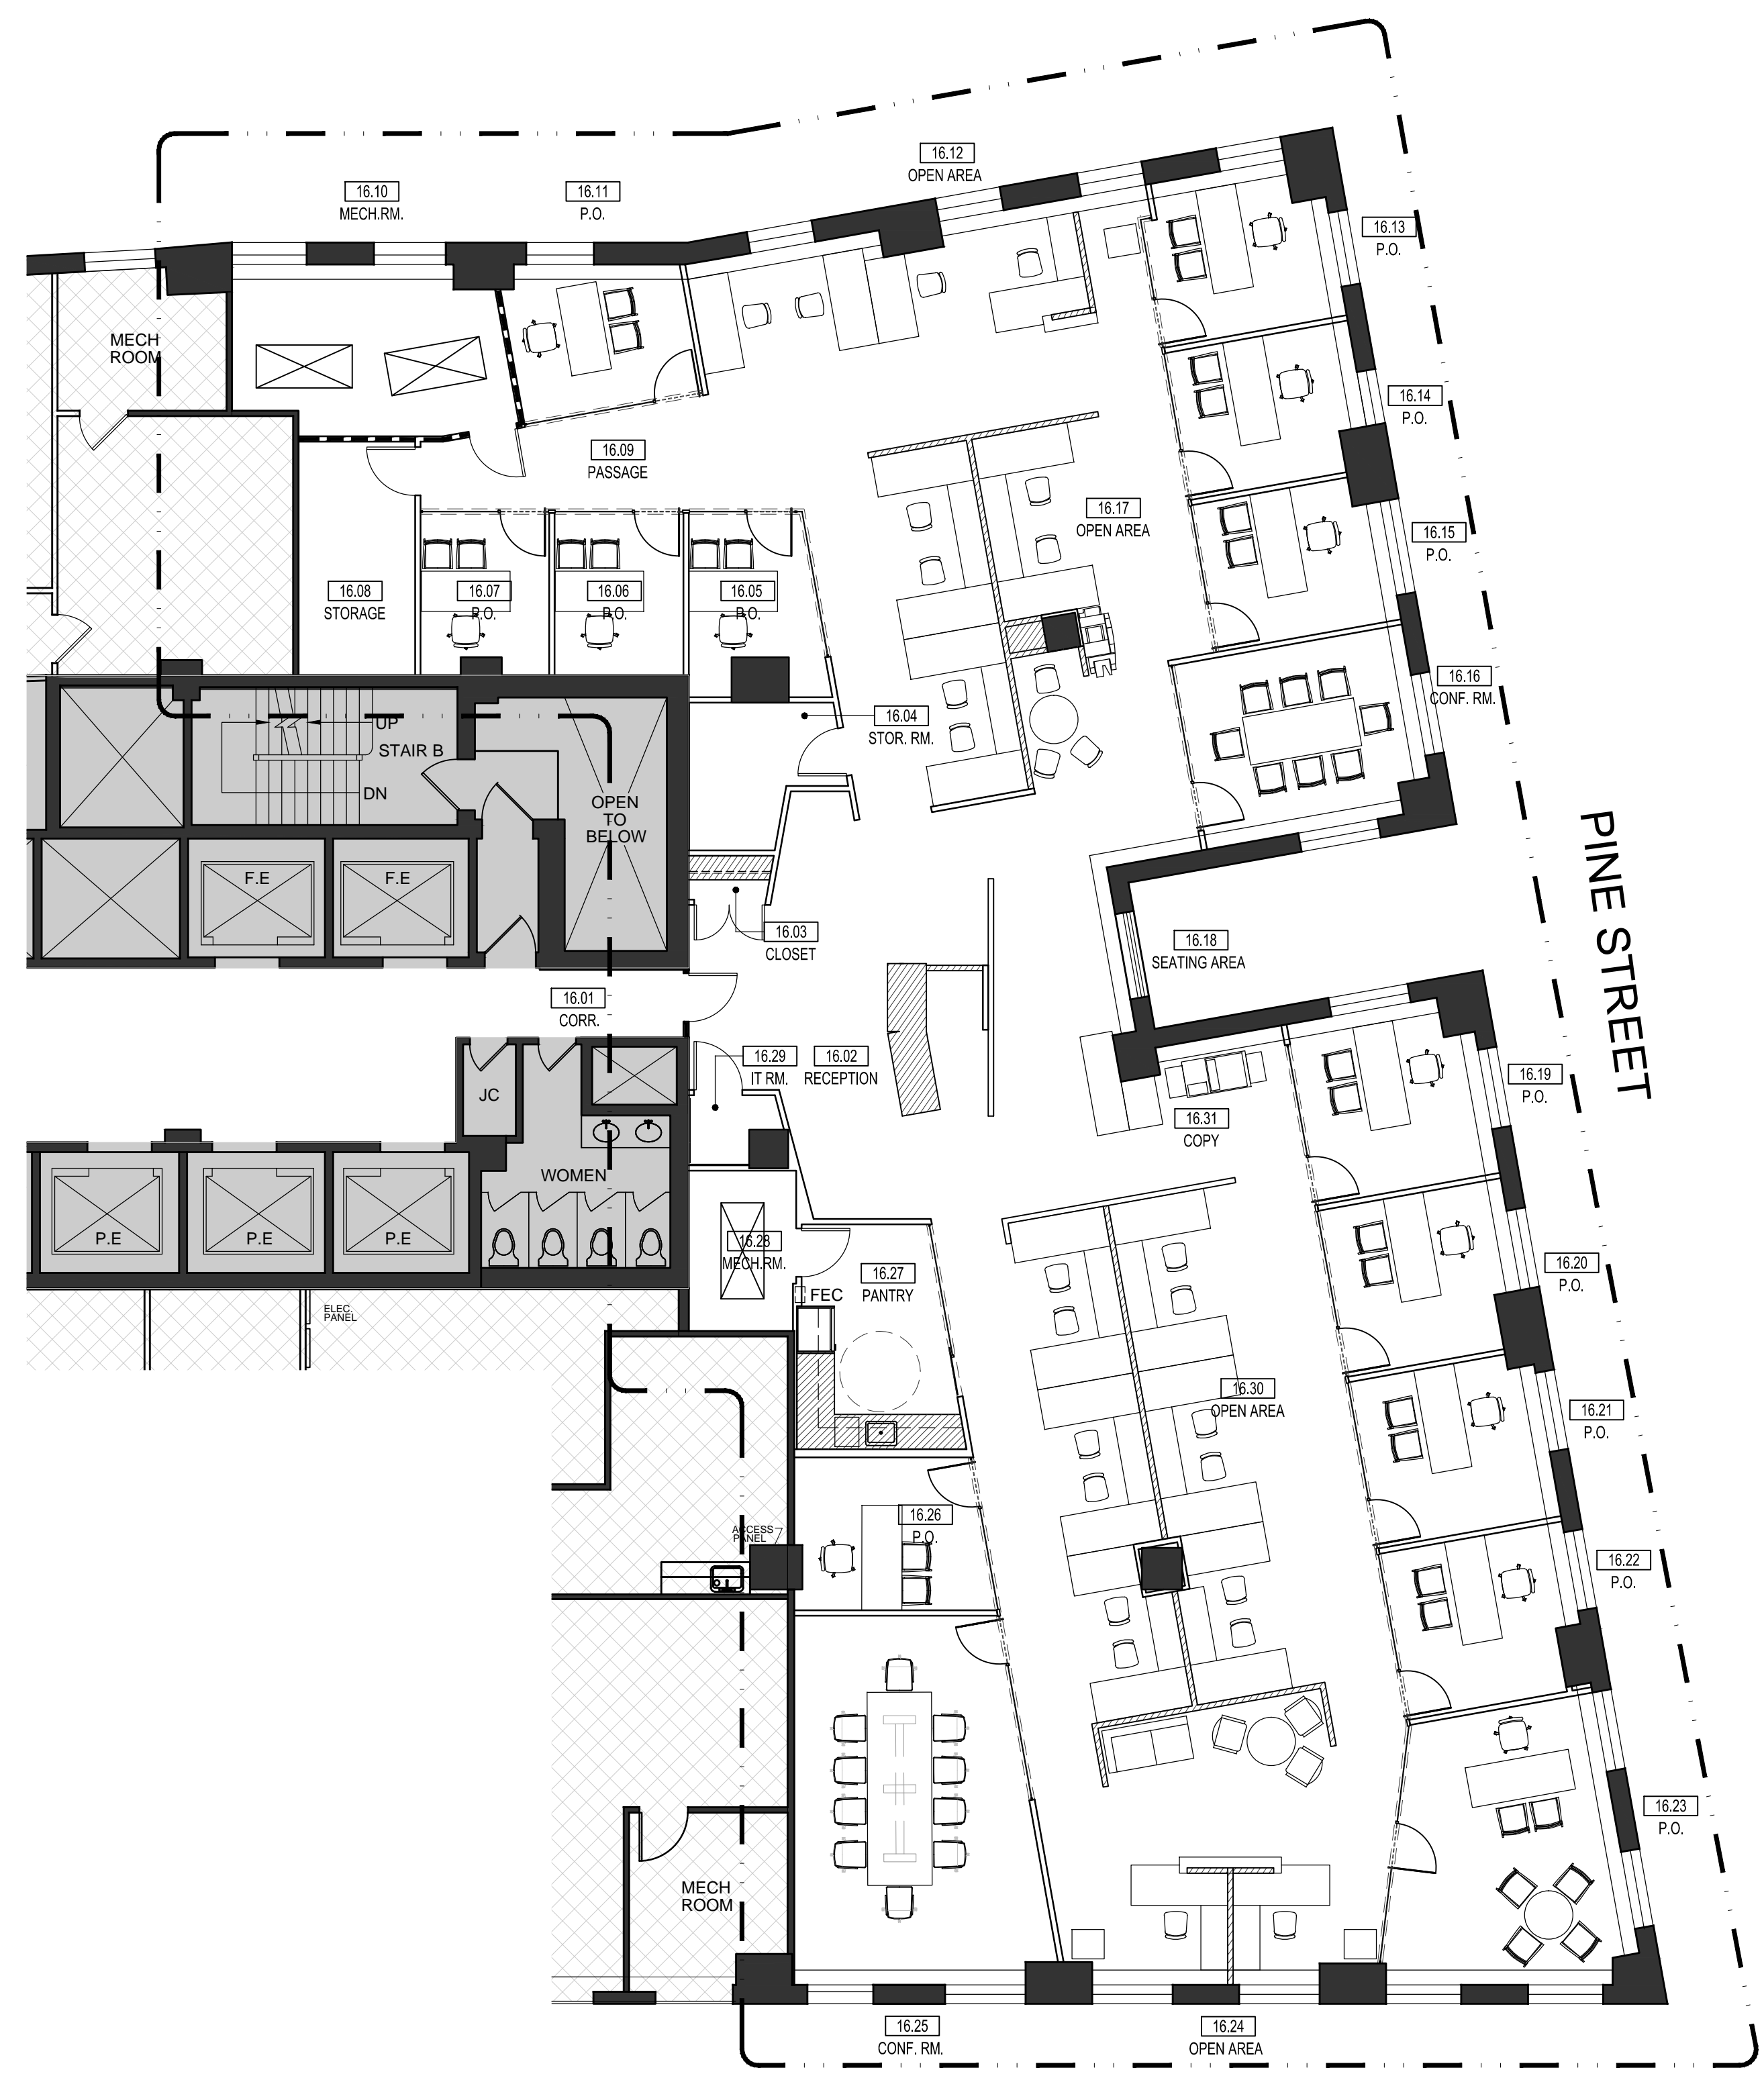 16.12
OPEN AREA
16.10
MECH.RM.
16.11
P.O.
16.13
P.O.
MECH
ROOM
16.14
P.O.
16.09
PASSAGE
16.17
OPEN AREA
16.15
P.O.
16.08
STORAGE
16.07
P.O.
16.06
P.O.
16.05
P.O.
16.16
CONF. RM.
16.04
STOR. RM.
UP
STAIR B
DN
OPEN
TO
BELOW
PINE STREET
F.E
F.E
16.03
CLOSET
16.18
SEATING AREA
16.01
CORR.
16.29
IT RM.
16.02
RECEPTION
16.19
P.O.
JC
16.31
COPY
WOMEN
P.E
P.E
P.E
16.28
MECH.RM.
16.27
PANTRY
FEC
16.20
P.O.
ELEC.
PANEL
16.30
OPEN AREA
16.21
P.O.
16.26
P.O.
ACCESS
PANEL
16.22
P.O.
16.23
P.O.
MECH
ROOM
16.25
CONF. RM.
16.24
OPEN AREA